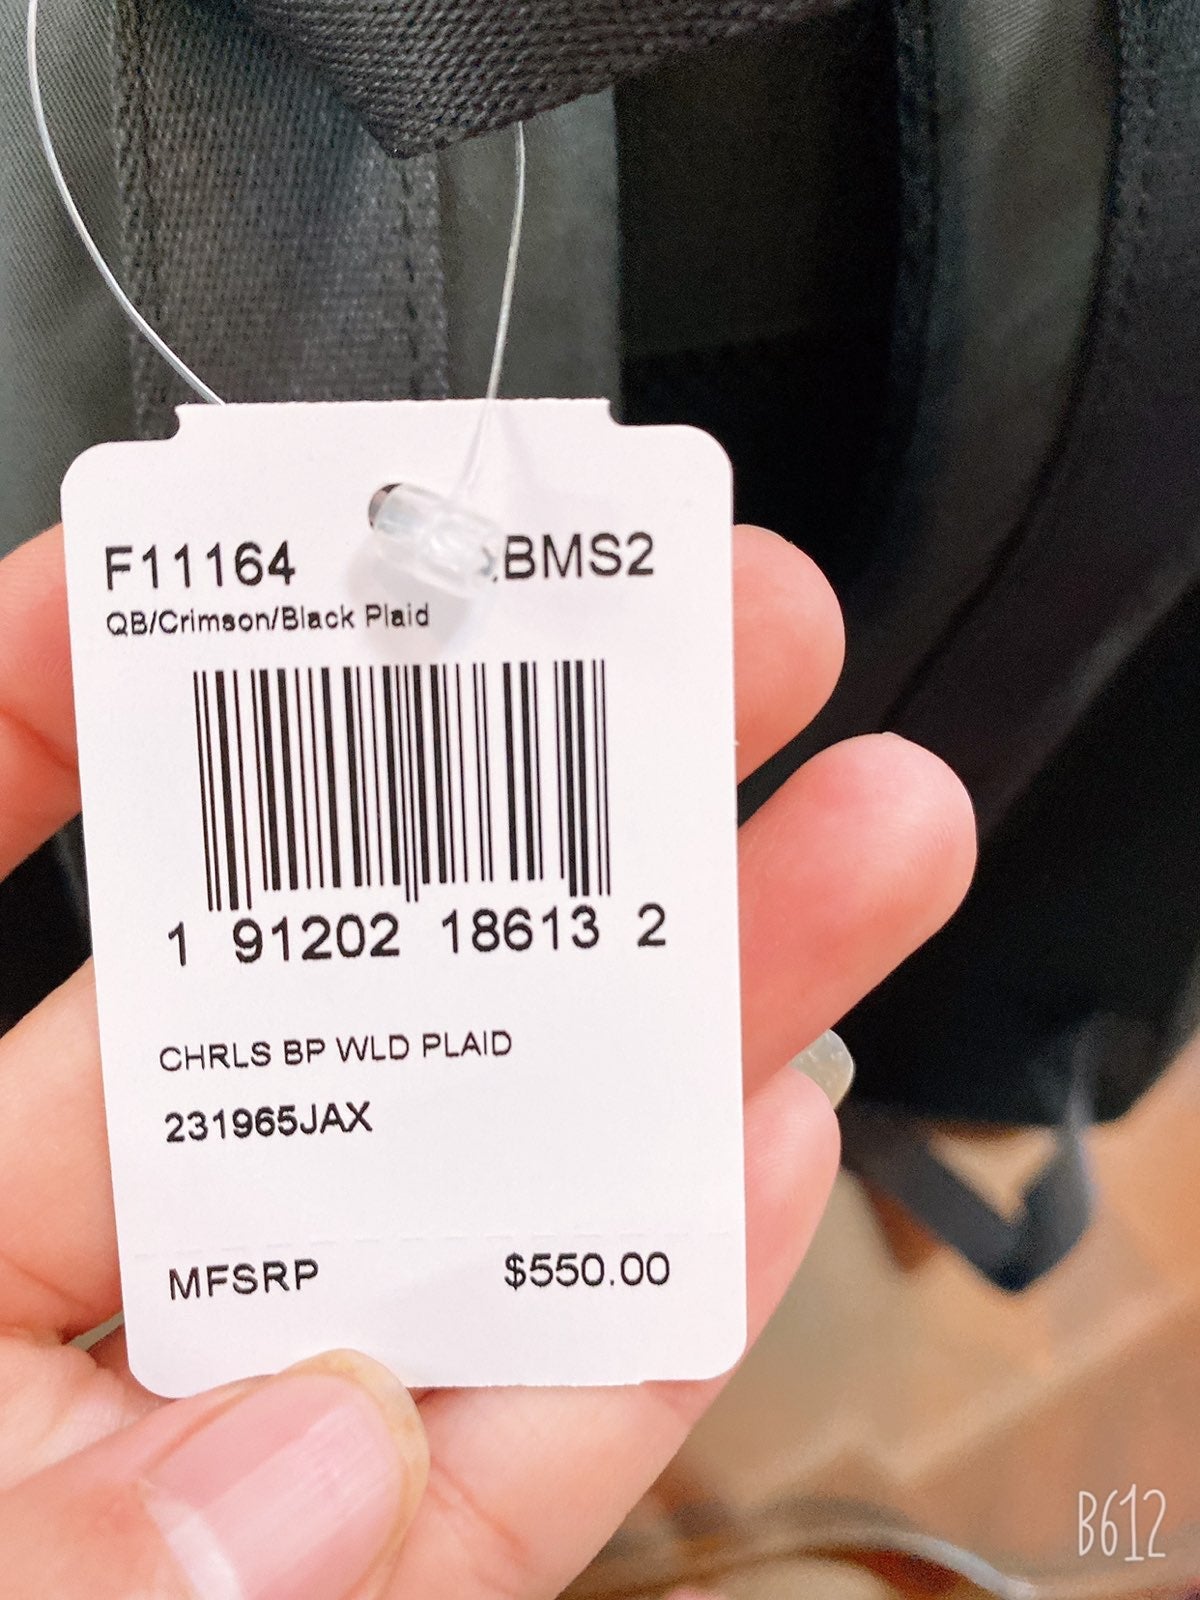 F11164 BMS2
QB/Crimson/Black Plaid
1 91202 18613 2
CHRLS BP WLD PLAID
231965JAX
MFSRP $550.00
B612